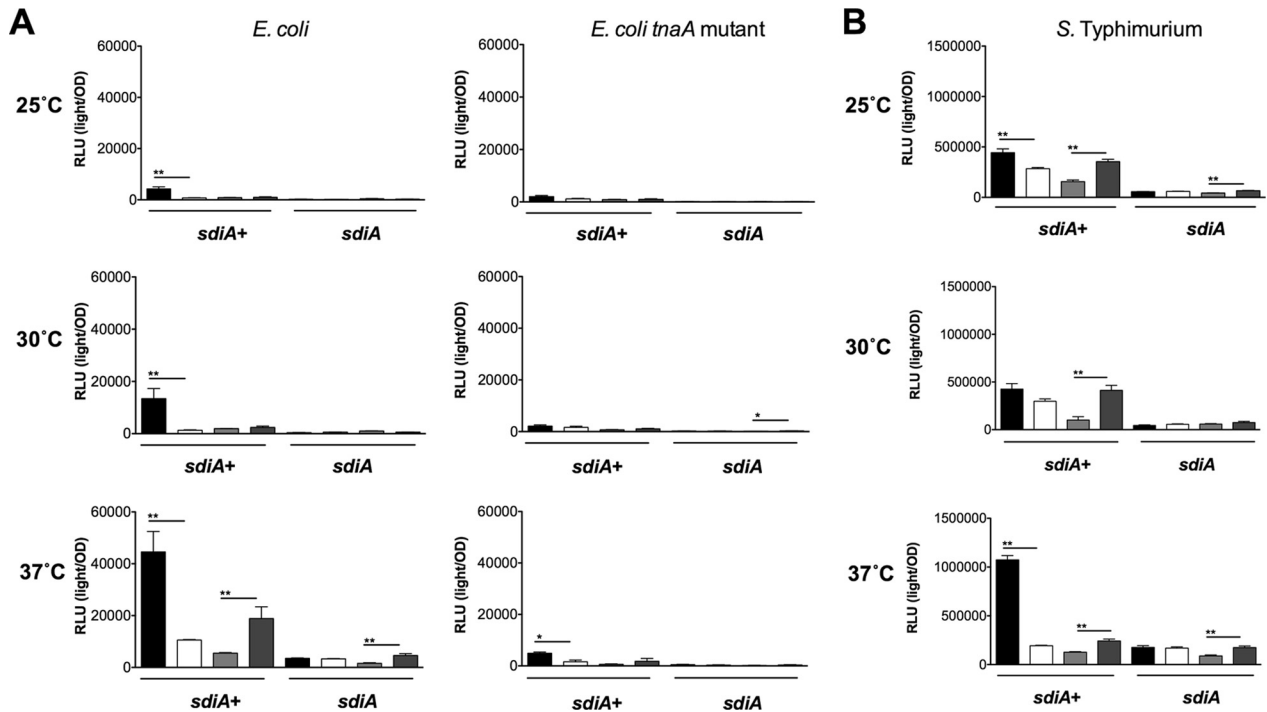 A
E. coli
E. coli tnaA mutant
B
S. Typhimurium
25˚C
RLU (light/OD)
60000
40000
20000
0
**
sdiA+
sdiA
RLU (light/OD)
60000
40000
20000
0
sdiA+
sdiA
25˚C
RLU (light/OD)
1500000
1000000
500000
0
**
**
**
sdiA+
sdiA
30˚C
RLU (light/OD)
60000
40000
20000
0
**
sdiA+
sdiA
RLU (light/OD)
60000
40000
20000
0
*
sdiA+
sdiA
30˚C
RLU (light/OD)
1500000
1000000
500000
0
**
sdiA+
sdiA
37˚C
RLU (light/OD)
60000
40000
20000
0
**
**
**
sdiA+
sdiA
RLU (light/OD)
60000
40000
20000
0
*
sdiA+
sdiA
37˚C
RLU (light/OD)
1500000
1000000
500000
0
**
**
**
sdiA+
sdiA